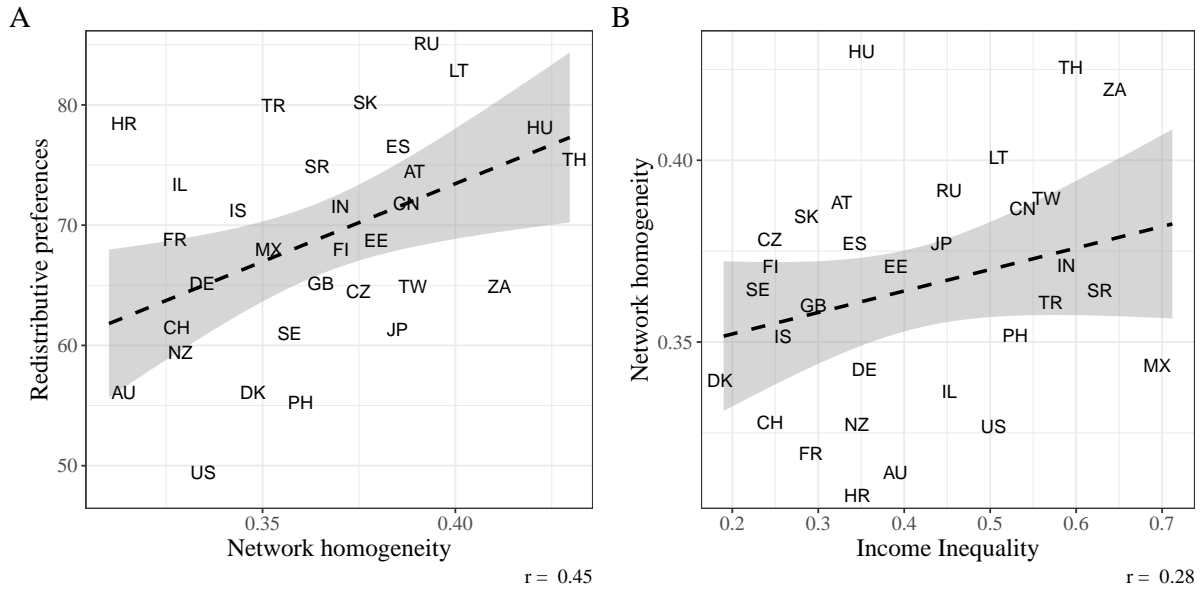 A
Redistributive preferences
80
70
60
50
RU
LT
TR
SK
HR
HU
ES
TH
SR
AT
IL
IS
IN
CN
FR
MX
FI
EE
DE
GB
CZ
TW
ZA
CH
SE
JP
NZ
AU
DK
PH
US
0.35
0.40
Network homogeneity
r = 0.45
B
Network homogeneity
0.40
0.35
HU
TH
ZA
LT
RU
AT
TW
SK
CN
CZ
ES
JP
FI
EE
IN
SE
GB
TR
SR
IS
PH
DK
DE
MX
IL
CH
NZ
US
FR
AU
HR
0.2
0.3
0.4
0.5
0.6
0.7
Income Inequality
r = 0.28